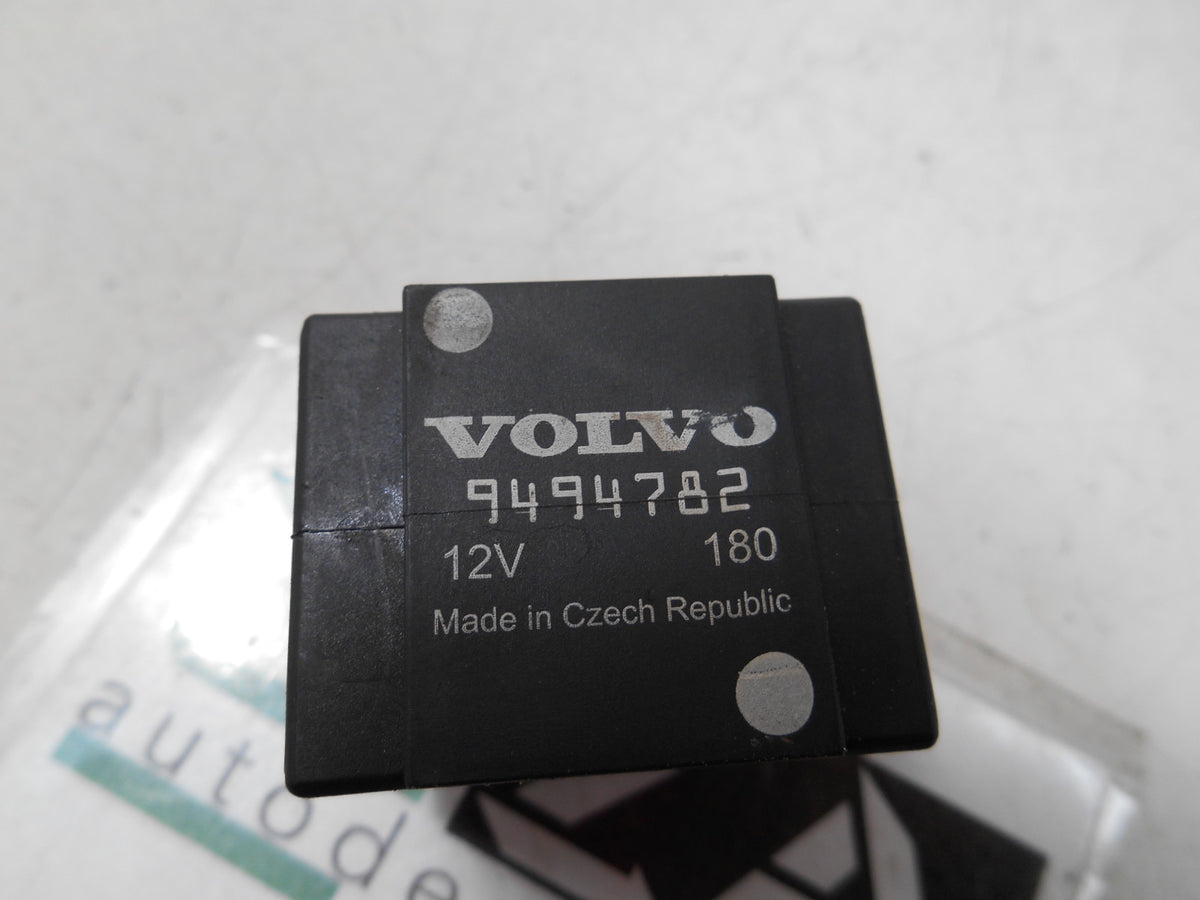 VOLVO
9494782
12V 180
Made in Czech Republic
autode